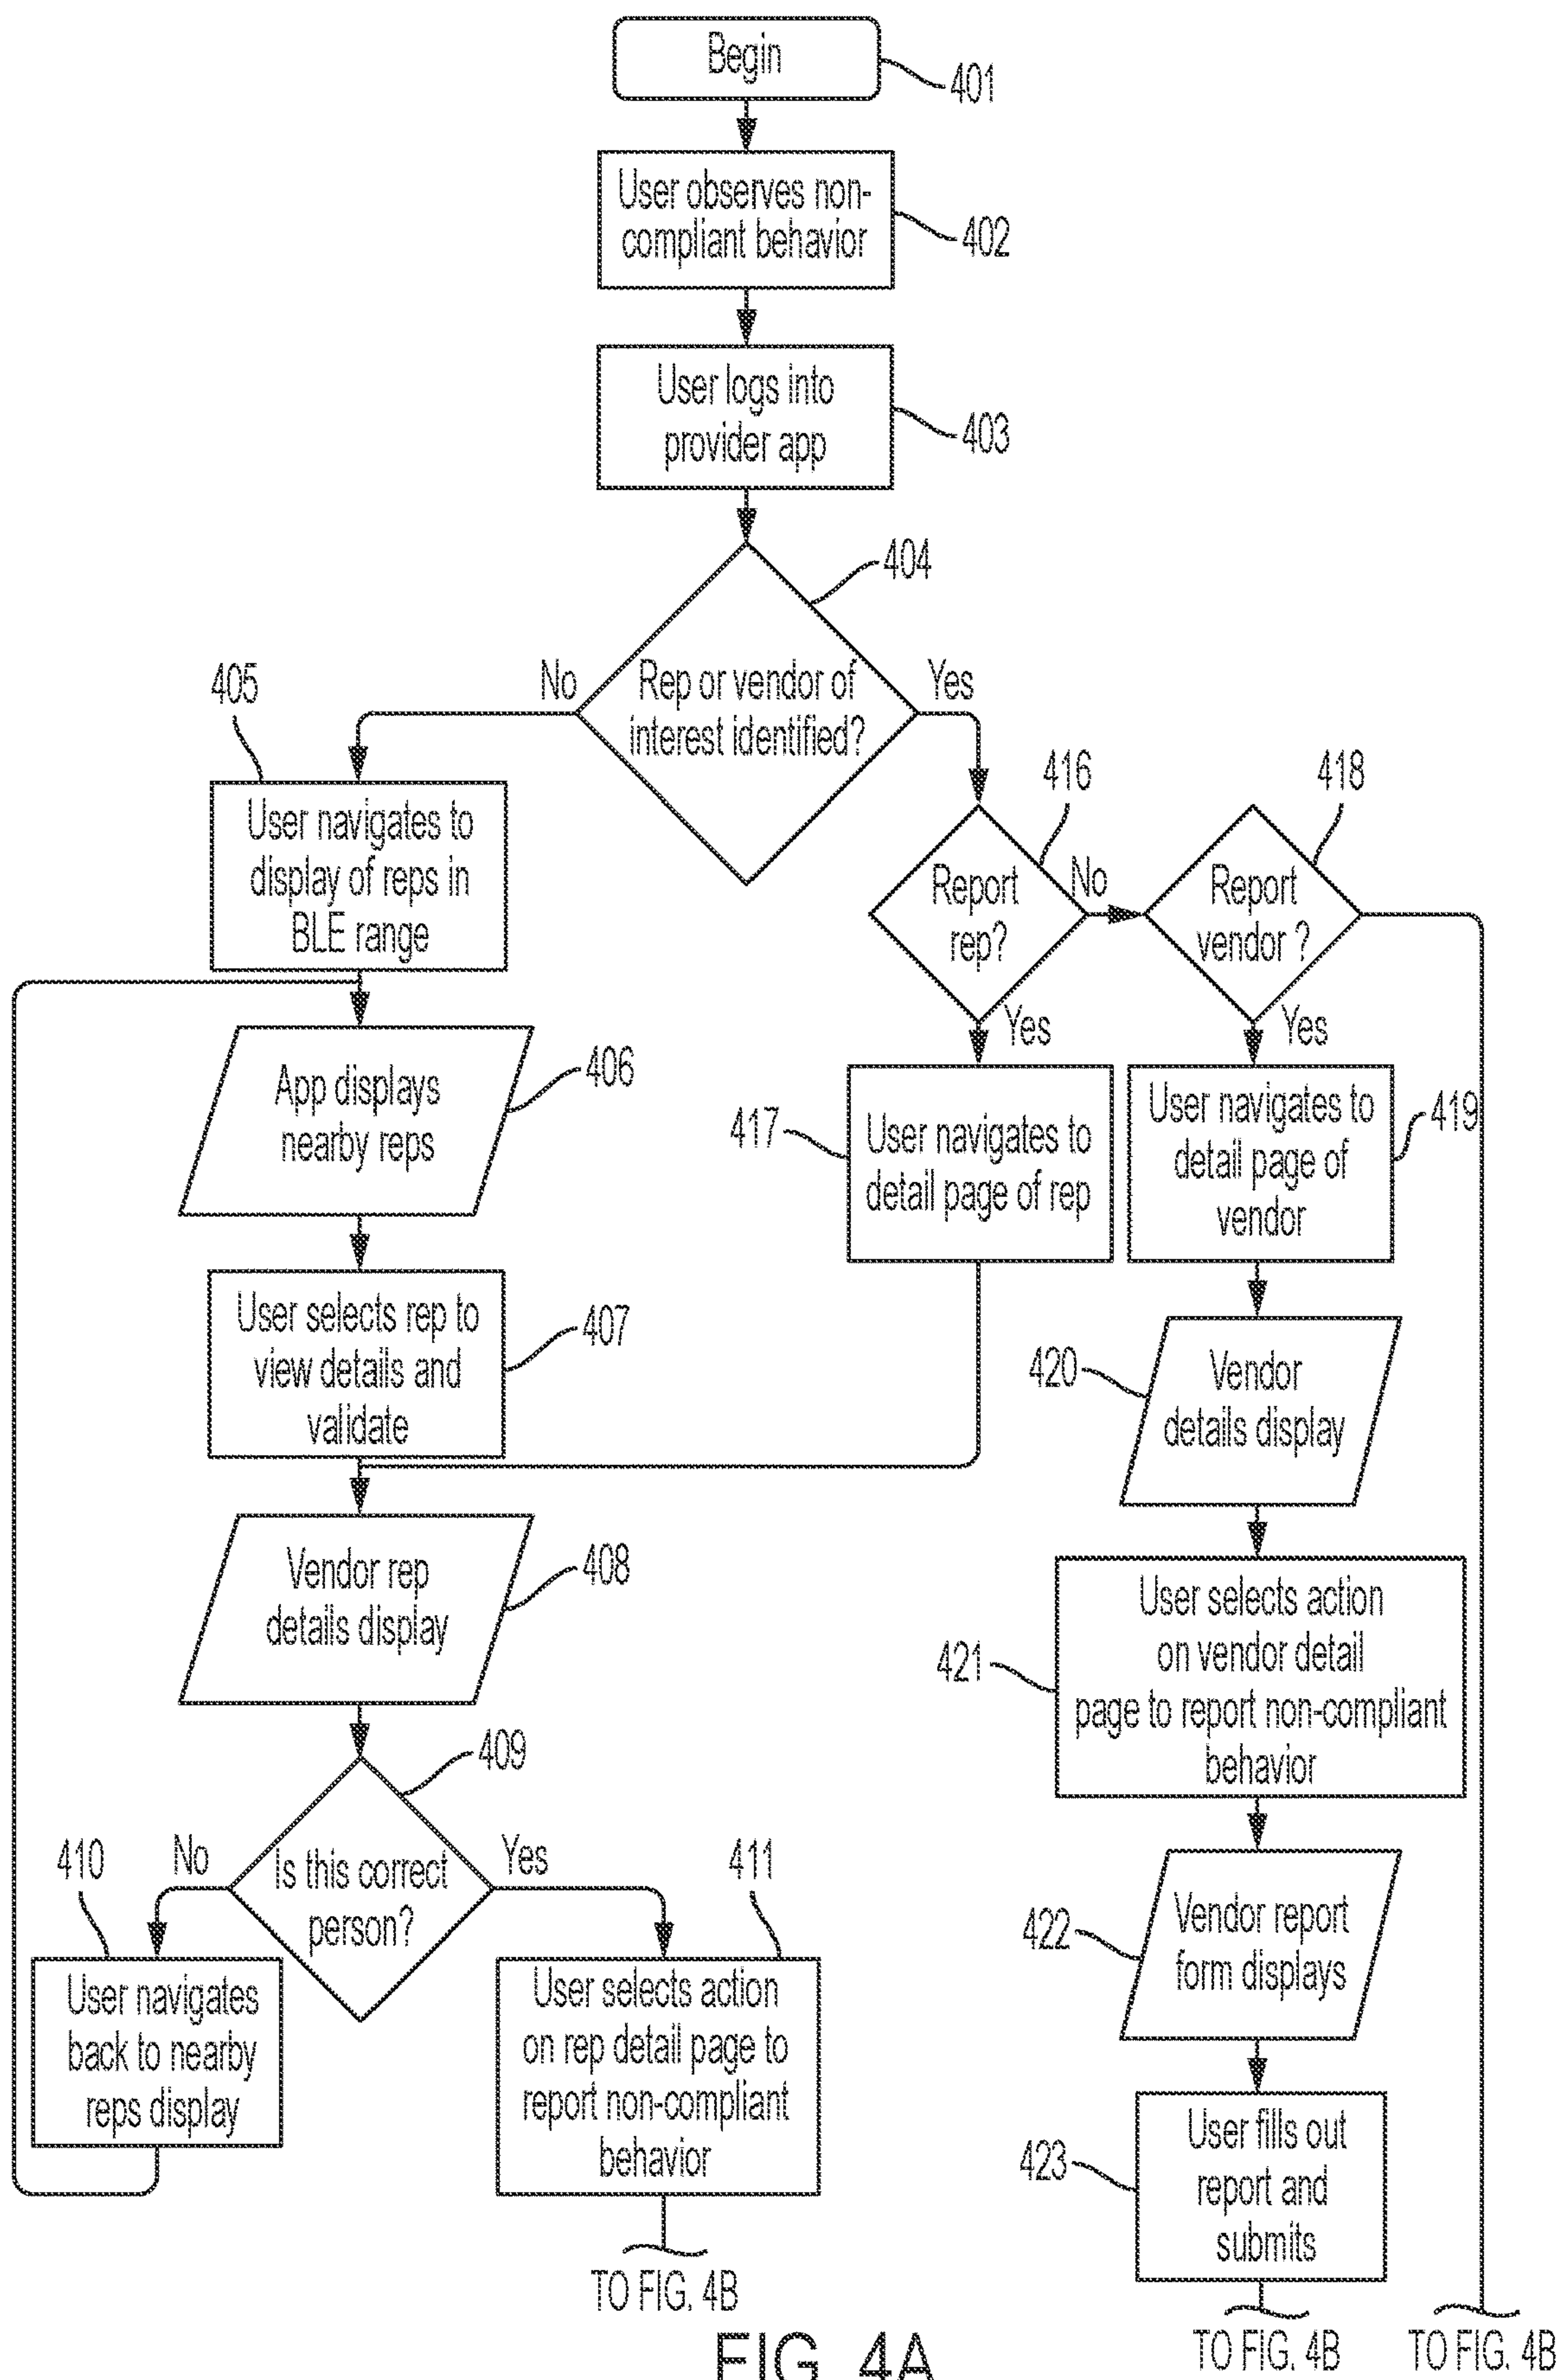 Begin
401
User observes non-
compliant behavior
402
User logs into
provider app
403
404
Rep or vendor of
interest identified?
No
Yes
405
User navigates to
display of reps in
BLE range
416
Report
rep?
No
Yes
418
Report
vendor ?
Yes
App displays
nearby reps
406
417
User navigates to
detail page of rep
User navigates to
detail page of
vendor
419
User selects rep to
view details and
validate
407
420
Vendor
details display
Vendor rep
details display
408
421
User selects action
on vendor detail
page to report non-compliant
behavior
409
Is this correct
person?
No
Yes
410
User navigates
back to nearby
reps display
411
User selects action
on rep detail page to
report non-compliant
behavior
422
Vendor report
form displays
423
User fills out
report and
submits
TO FIG. 4B
TO FIG. 4B
TO FIG. 4B
FIG. 4A